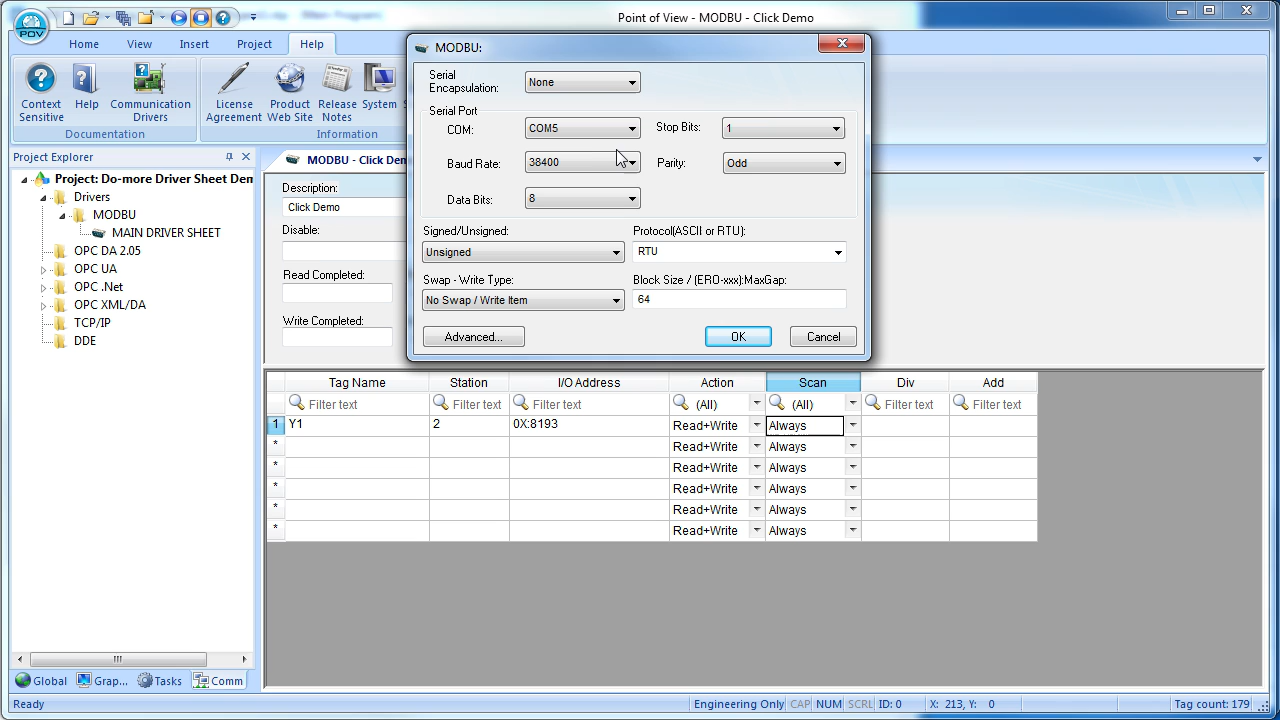 POV
Point of View - MODBU - Click Demo
Home View Insert Project Help
Context Sensitive
Help
Communication Drivers
License Agreement
Product Web Site
Release Notes
System
Documentation
Information
Project Explorer
Project: Do-more Driver Sheet Dem
Drivers
MODBU
MAIN DRIVER SHEET
OPC DA 2.05
OPC UA
OPC .Net
OPC XML/DA
TCP/IP
DDE
Global Grap... Tasks Comm
MODBU - Click Den
Description:
Click Demo
Disable:
Read Completed:
Write Completed:
MODBU:
Serial Encapsulation: None
Serial Port
COM: COM5 Stop Bits: 1
Baud Rate: 38400 Parity: Odd
Data Bits: 8
Signed/Unsigned: Protocol(ASCII or RTU):
Unsigned RTU
Swap - Write Type: Block Size / (ERO-xxx):MaxGap:
No Swap / Write Item 64
Advanced... OK Cancel
Tag Name Station I/O Address Action Scan Div Add
Filter text Filter text Filter text (All) (All) Filter text Filter text
1 Y1 2 0X:8193 Read+Write Always
* Read+Write Always
* Read+Write Always
* Read+Write Always
* Read+Write Always
* Read+Write Always
Ready Engineering Only CAP NUM SCRL ID: 0 X: 213, Y: 0 Tag count: 179